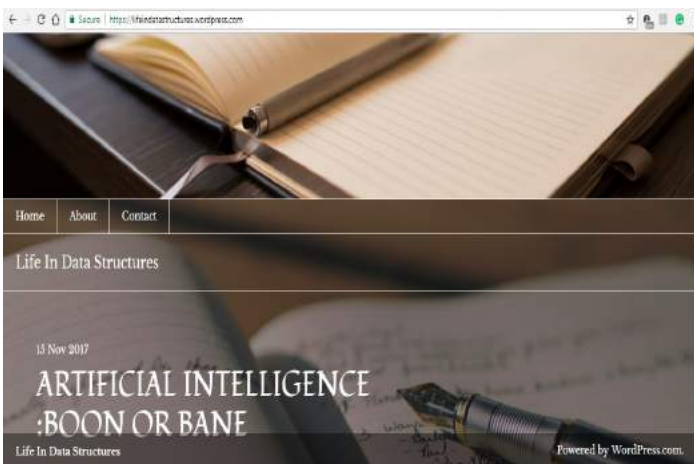 Secure https://lifeindatastructures.wordpress.com
Home About Contact
Life In Data Structures
15 Nov 2017
ARTIFICIAL INTELLIGENCE
:BOON OR BANE
Life In Data Structures Powered by WordPress.com.